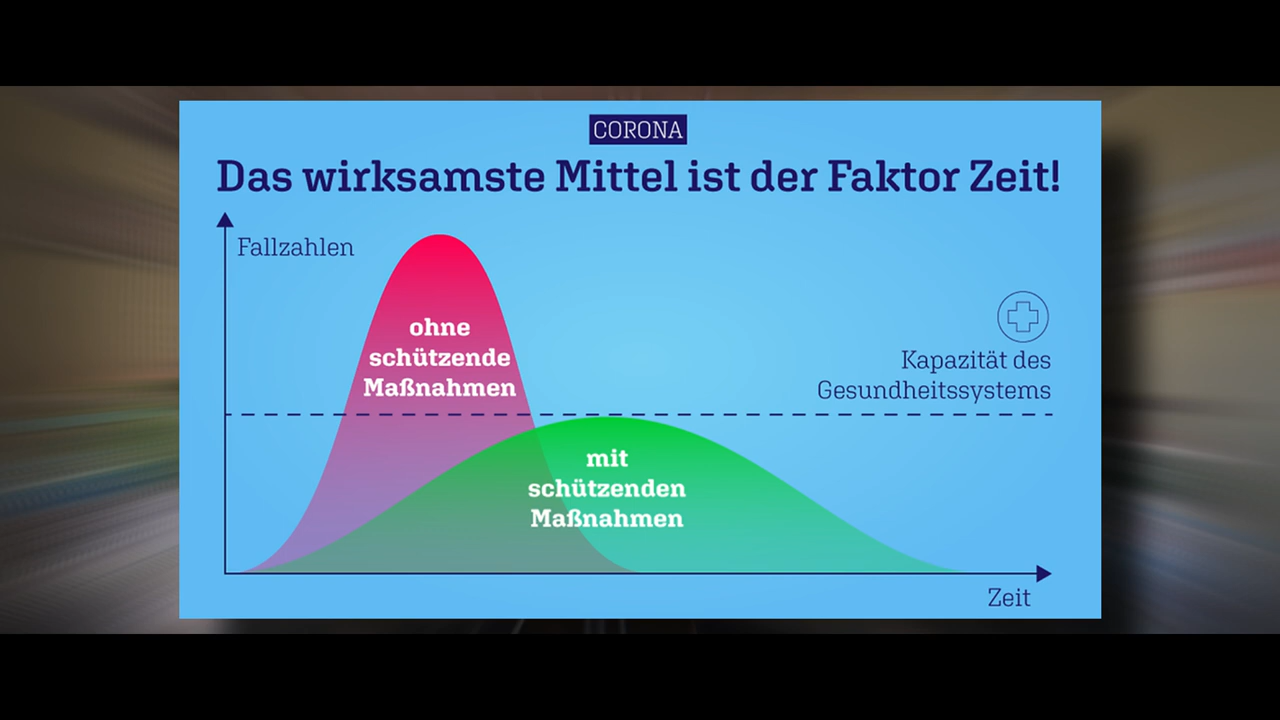 CORONA
Das wirksamste Mittel ist der Faktor Zeit!
Fallzahlen
ohne
schützende
Maßnahmen
Kapazität des
Gesundheitssystems
mit
schützenden
Maßnahmen
Zeit